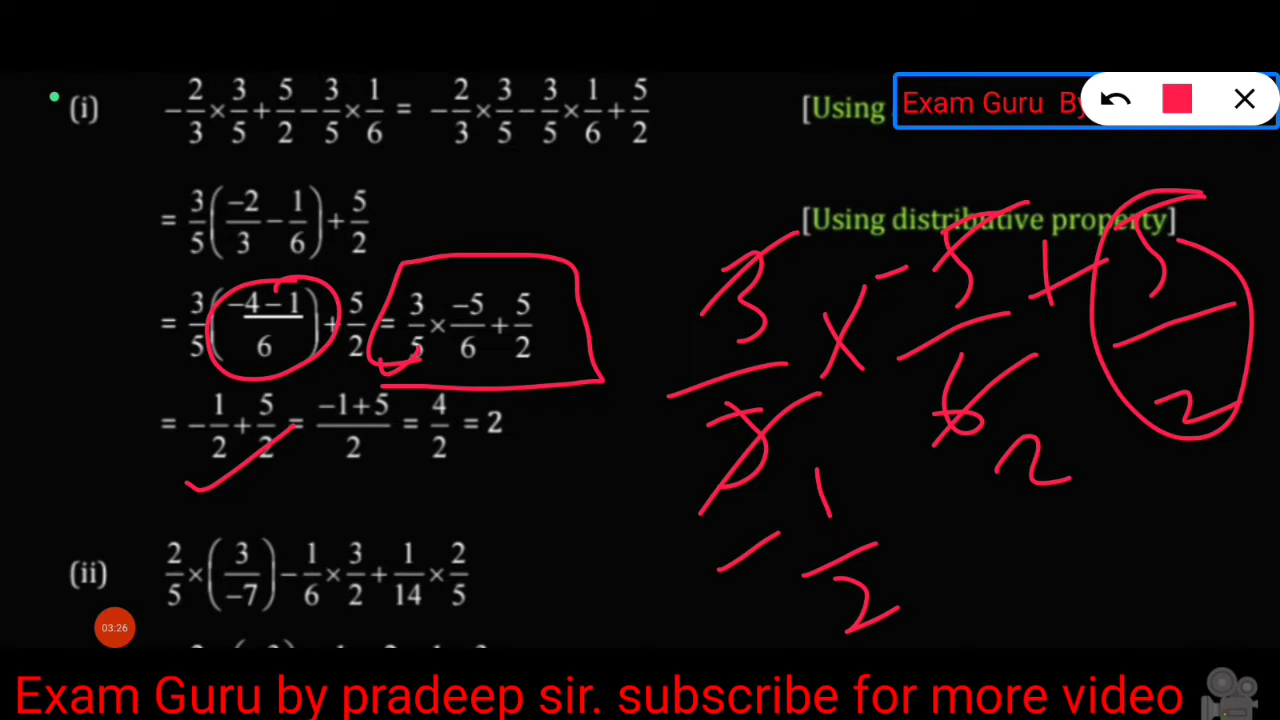 (i) -2/3 × 3/5 + 5/2 - 3/5 × 1/6 = -2/3 × 3/5 - 3/5 × 1/6 + 5/2 [Using
Exam Guru By
= 3/5 (-2/3 - 1/6) + 5/2 [Using distributive property]
= 3/5 (-4-1/6) + 5/2 = 3/5 × -5/6 + 5/2
= -1/2 + 5/2 = -1+5/2 = 4/2 = 2
3/5 × -5/6 + 5/2
2
-1/2
(ii) 2/5 × (3/-7) - 1/6 × 3/2 + 1/14 × 2/5
03:26
Exam Guru by pradeep sir. subscribe for more video